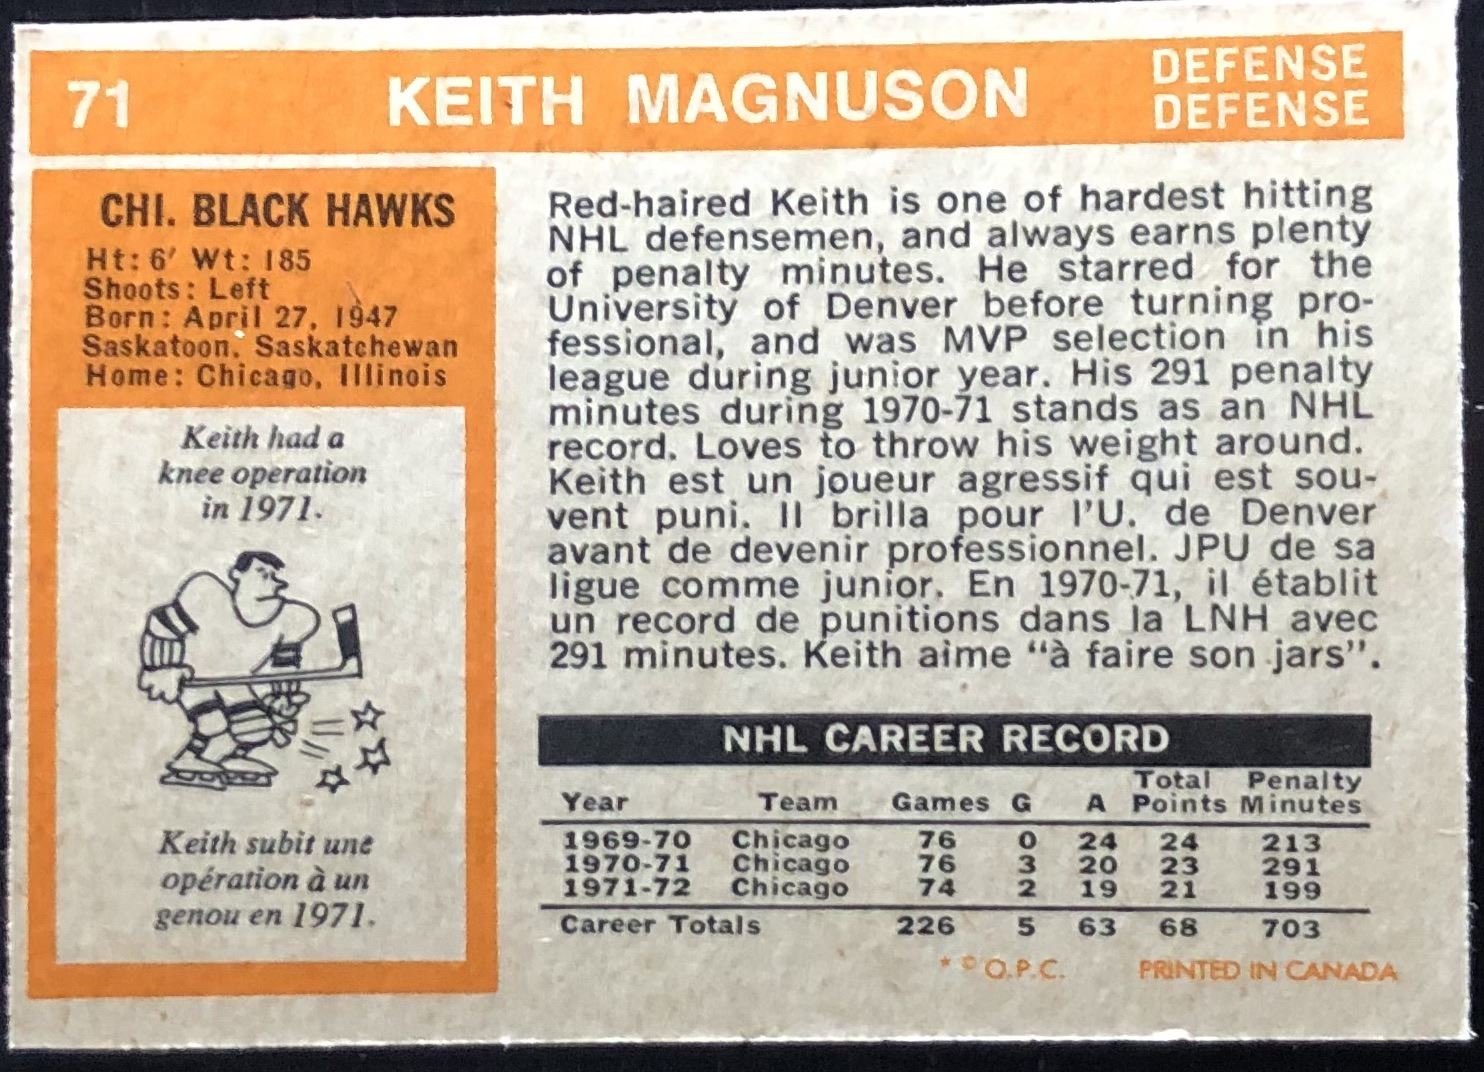 71
KEITH MAGNUSON
DEFENSE
DEFENSE
CHI. BLACK HAWKS
Ht: 6' Wt: 185
Shoots: Left
Born: April 27, 1947
Saskatoon, Saskatchewan
Home: Chicago, Illinois
Keith had a
knee operation
in 1971.
Keith subit une
opération à un
genou en 1971.
Red-haired Keith is one of hardest hitting
NHL defensemen, and always earns plenty
of penalty minutes. He starred for the
University of Denver before turning pro-
fessional, and was MVP selection in his
league during junior year. His 291 penalty
minutes during 1970-71 stands as an NHL
record. Loves to throw his weight around.
Keith est un joueur agressif qui est sou-
vent puni. Il brilla pour l'U. de Denver
avant de devenir professionnel. JPU de sa
ligue comme junior. En 1970-71, il établit
un record de punitions dans la LNH avec
291 minutes. Keith aime "à faire son jars".
NHL CAREER RECORD
Year Team Games G A Total Points Penalty Minutes
1969-70 Chicago 76 0 24 24 213
1970-71 Chicago 76 3 20 23 291
1971-72 Chicago 74 2 19 21 199
Career Totals 226 5 63 68 703
* © O.P.C. PRINTED IN CANADA